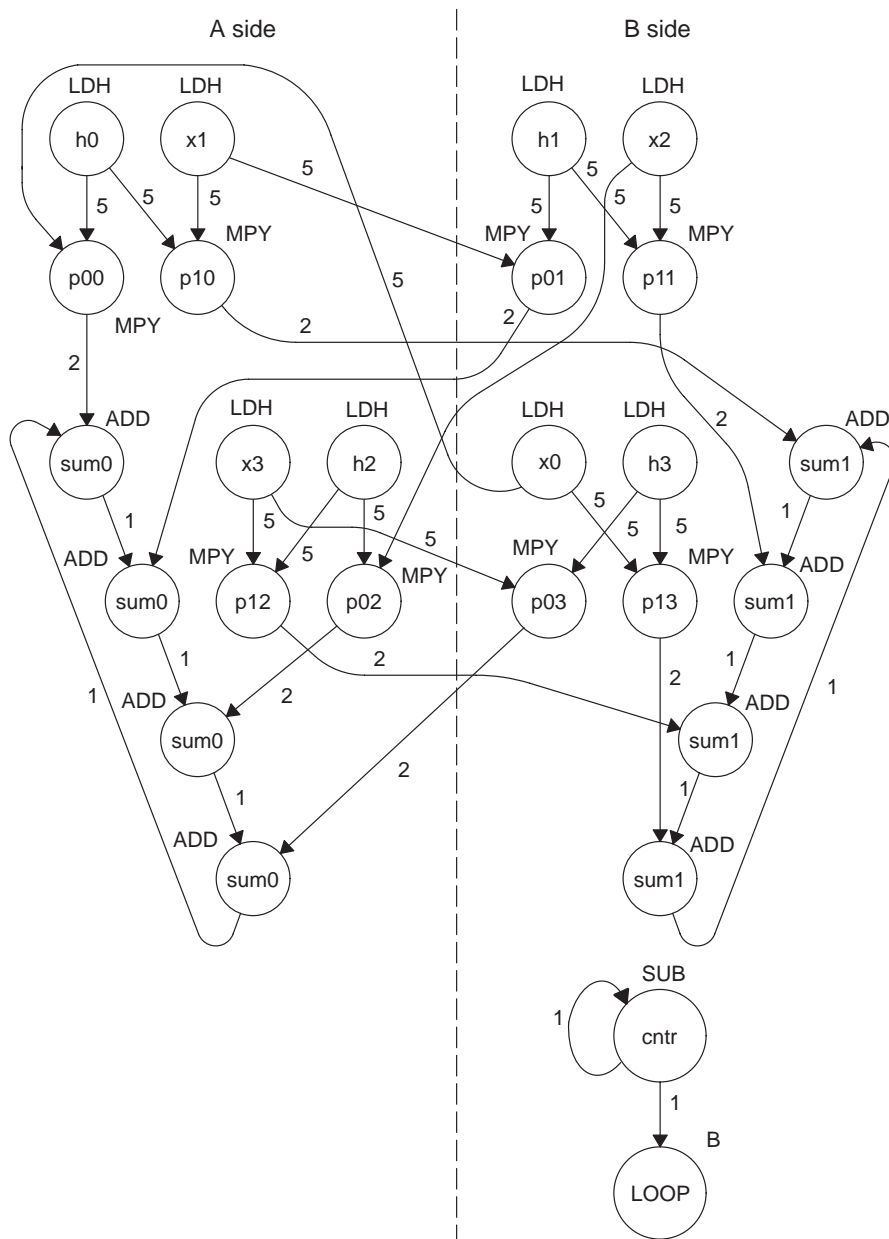 A side B side
LDH LDH LDH LDH
h0 x1 h1 x2
5 5 5
5 5 5 5 5
MPY MPY MPY
p00 p10 p01 p11
5
MPY 2 2
2
LDH LDH LDH LDH
ADD 2 ADD
sum0 x3 h2 x0 h3 sum1
1 5 5 5 5 5 5 5 1
ADD MPY MPY MPY MPY ADD
sum0 p12 p02 p03 p13 sum1
1 2 2 1
ADD 1 2 1 ADD
sum0 sum1
2
1 1
ADD ADD
sum0 sum1
SUB
1 cntr
1
B
LOOP